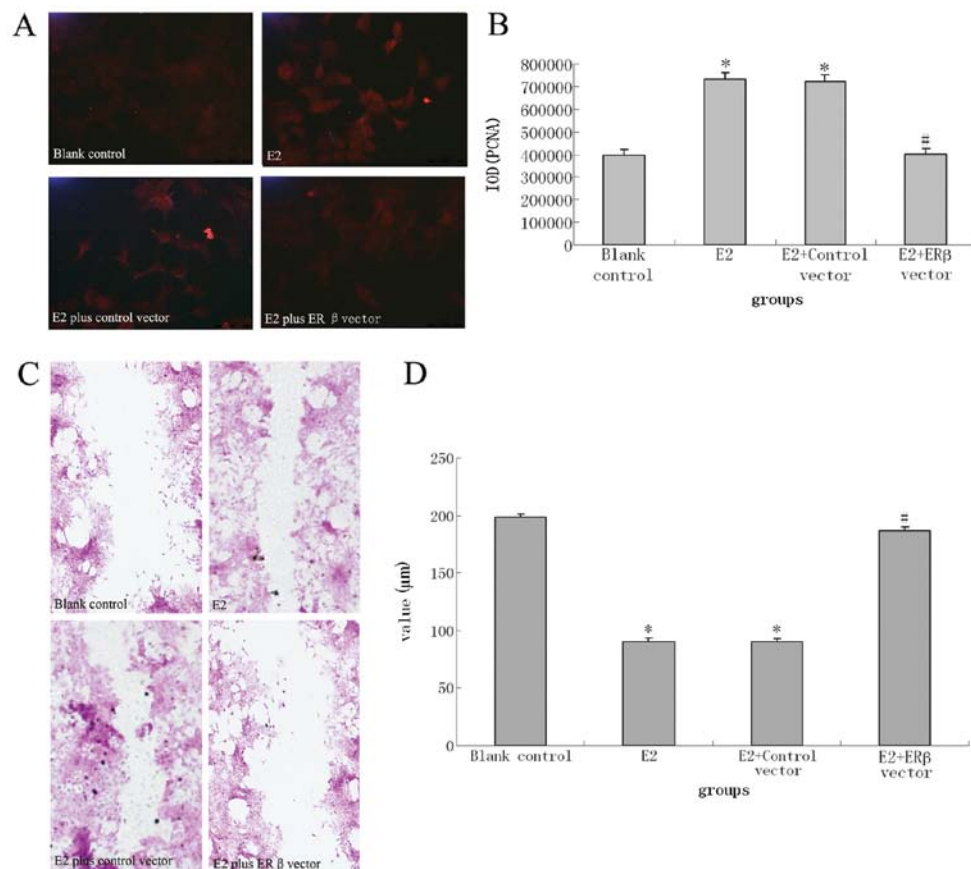 A
Blank control
E2
E2 plus control vector
E2 plus ER β vector
B
IOD(PCNA)
800000
700000
600000
500000
400000
300000
200000
100000
0
*
*
#
Blank
control
E2
E2+Control
vector
E2+ERβ
vector
groups
C
Blank control
E2
E2 plus control vector
E2 plus ER β vector
D
value (μm)
250
200
150
100
50
0
*
*
#
Blank control
E2
E2+Control
vector
E2+ERβ
vector
groups